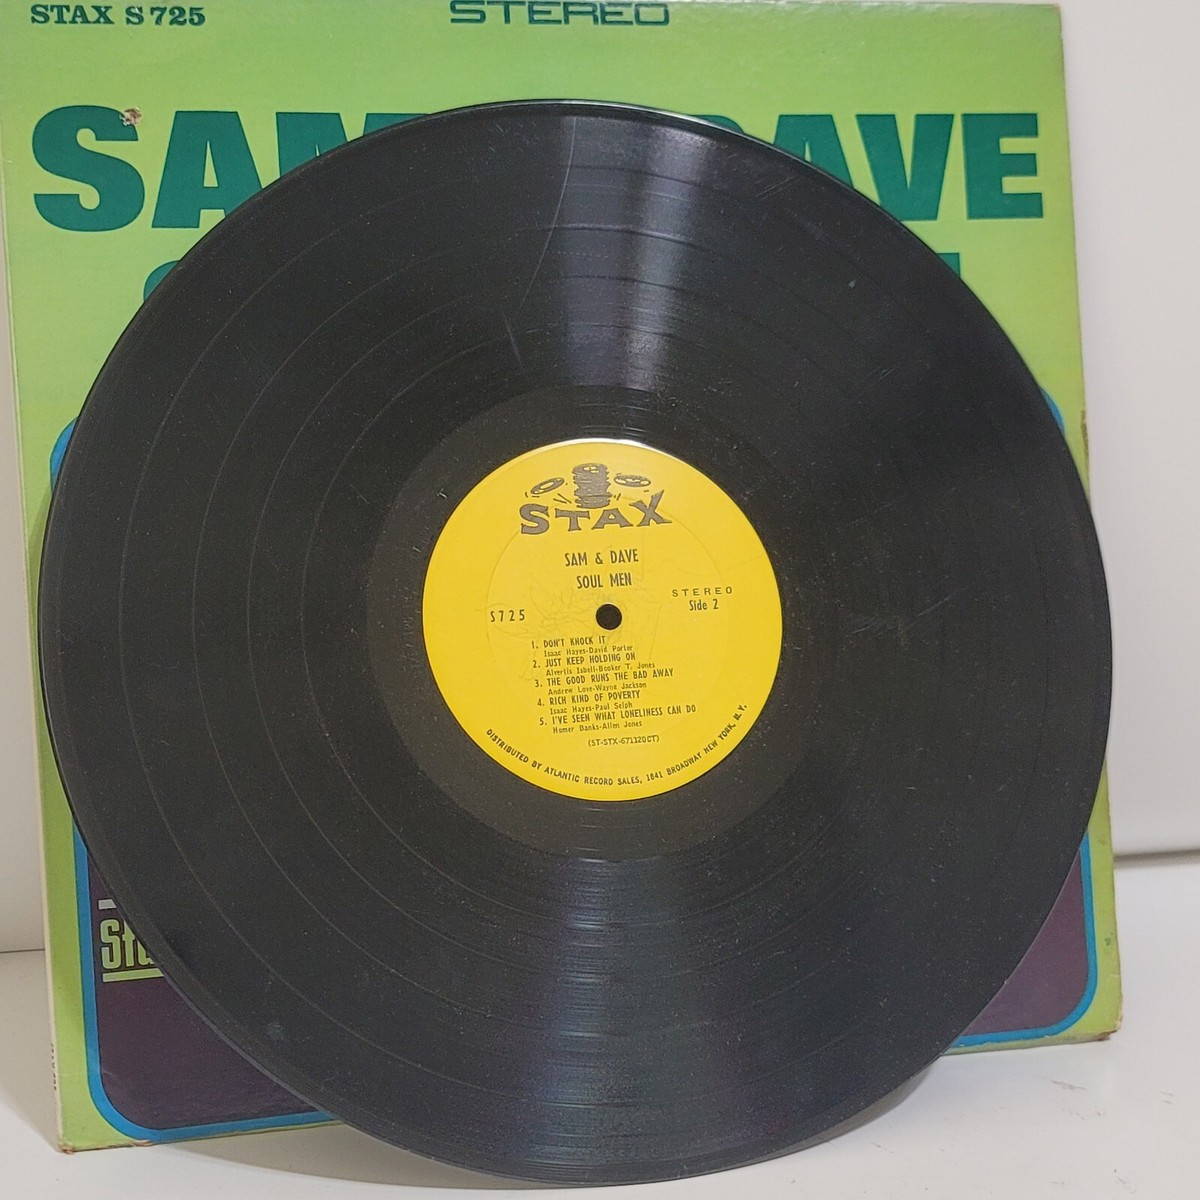 STAX S 725
STEREO
SAM
DAVE
STAX
SAM & DAVE
SOUL MEN
STEREO
S 7 2 5
Side 2
1. DON'T KNOCK IT
Isaac Hayes-David Porter
2. JUST KEEP HOLDING ON
Alvertis Isbell-Booker T. Jones
3. THE GOOD RUNS THE BAD AWAY
Andrew Love-Wayne Jackson
4. RICH KIND OF POVERTY
Isaac Hayes-Paul Selph
5. I'VE SEEN WHAT LONELINESS CAN DO
Homer Banks-Allen Jones
(ST-STX-671120CT)
DISTRIBUTED BY ATLANTIC RECORD SALES, 1841 BROADWAY NEW YORK, N.Y.